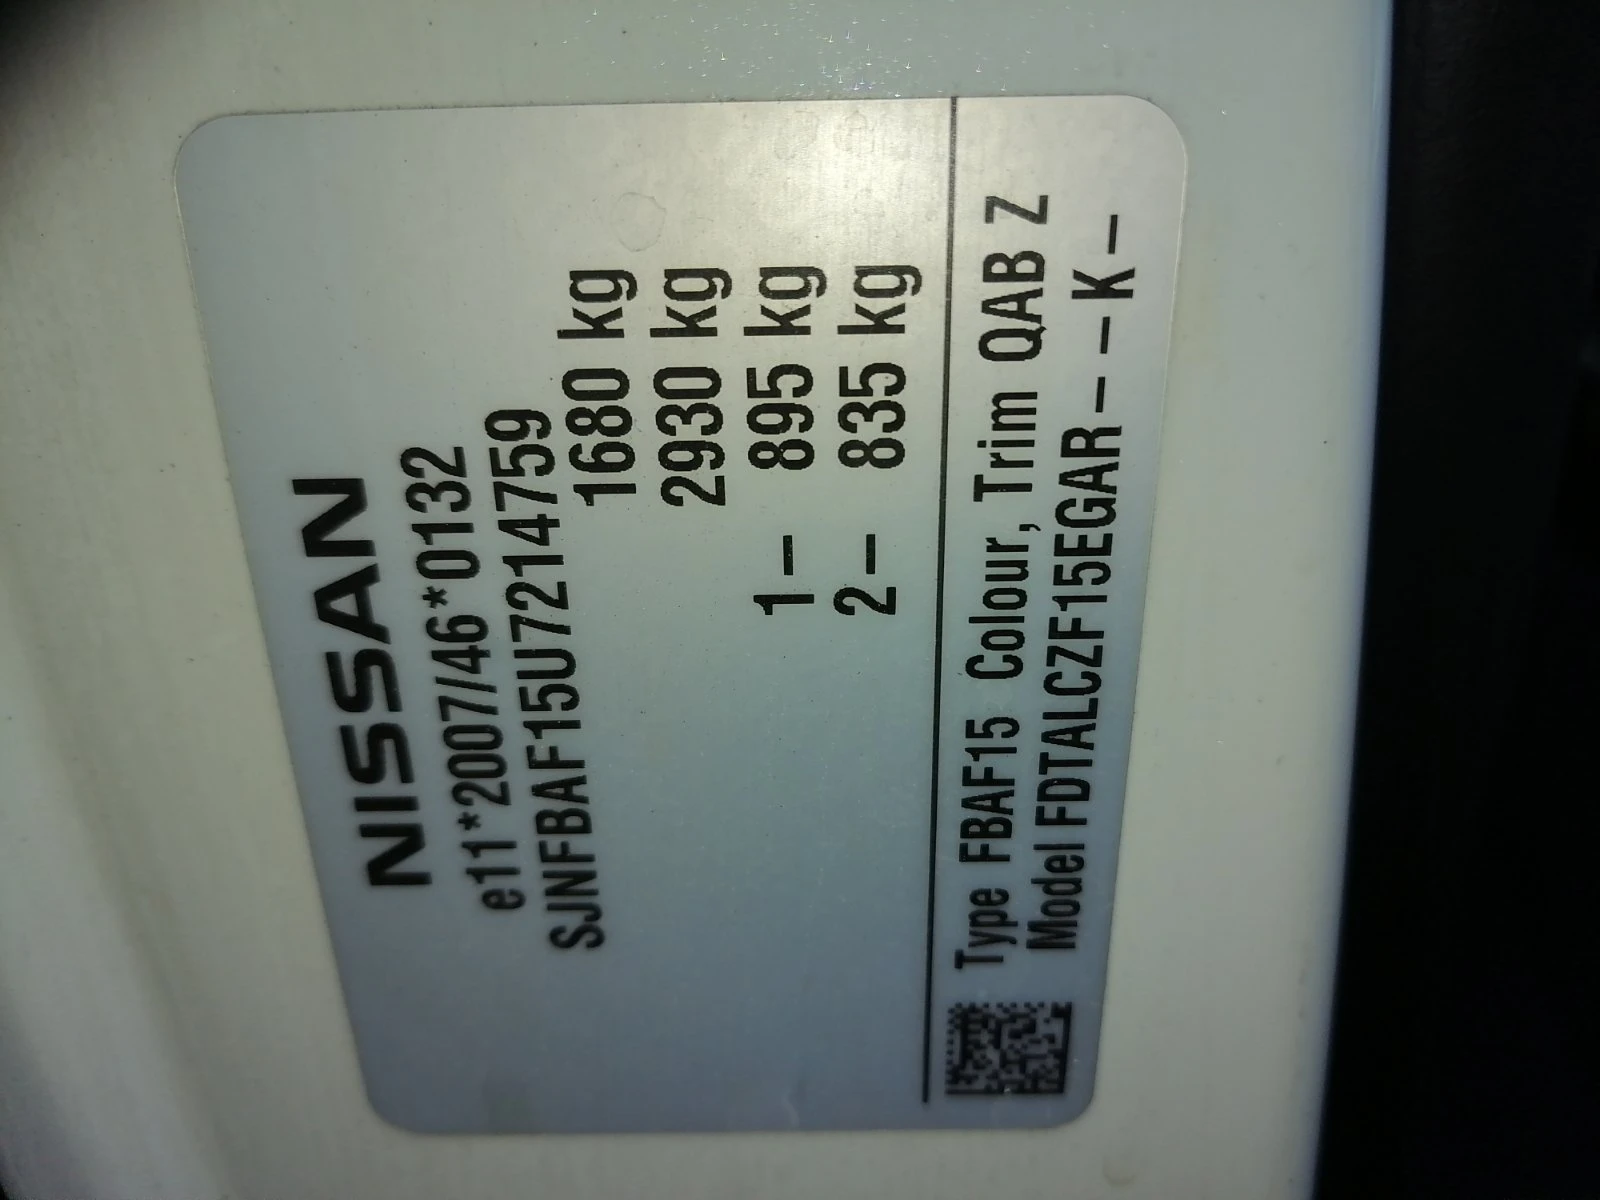 NISSAN
e11*2007/46*0132
SJNFBAF15U7214759
1680 kg
2930 kg
1– 895 kg
2– 835 kg
Type FBAF15 Colour, Trim QAB Z
Model FDTALCZF15EGAR– –K–